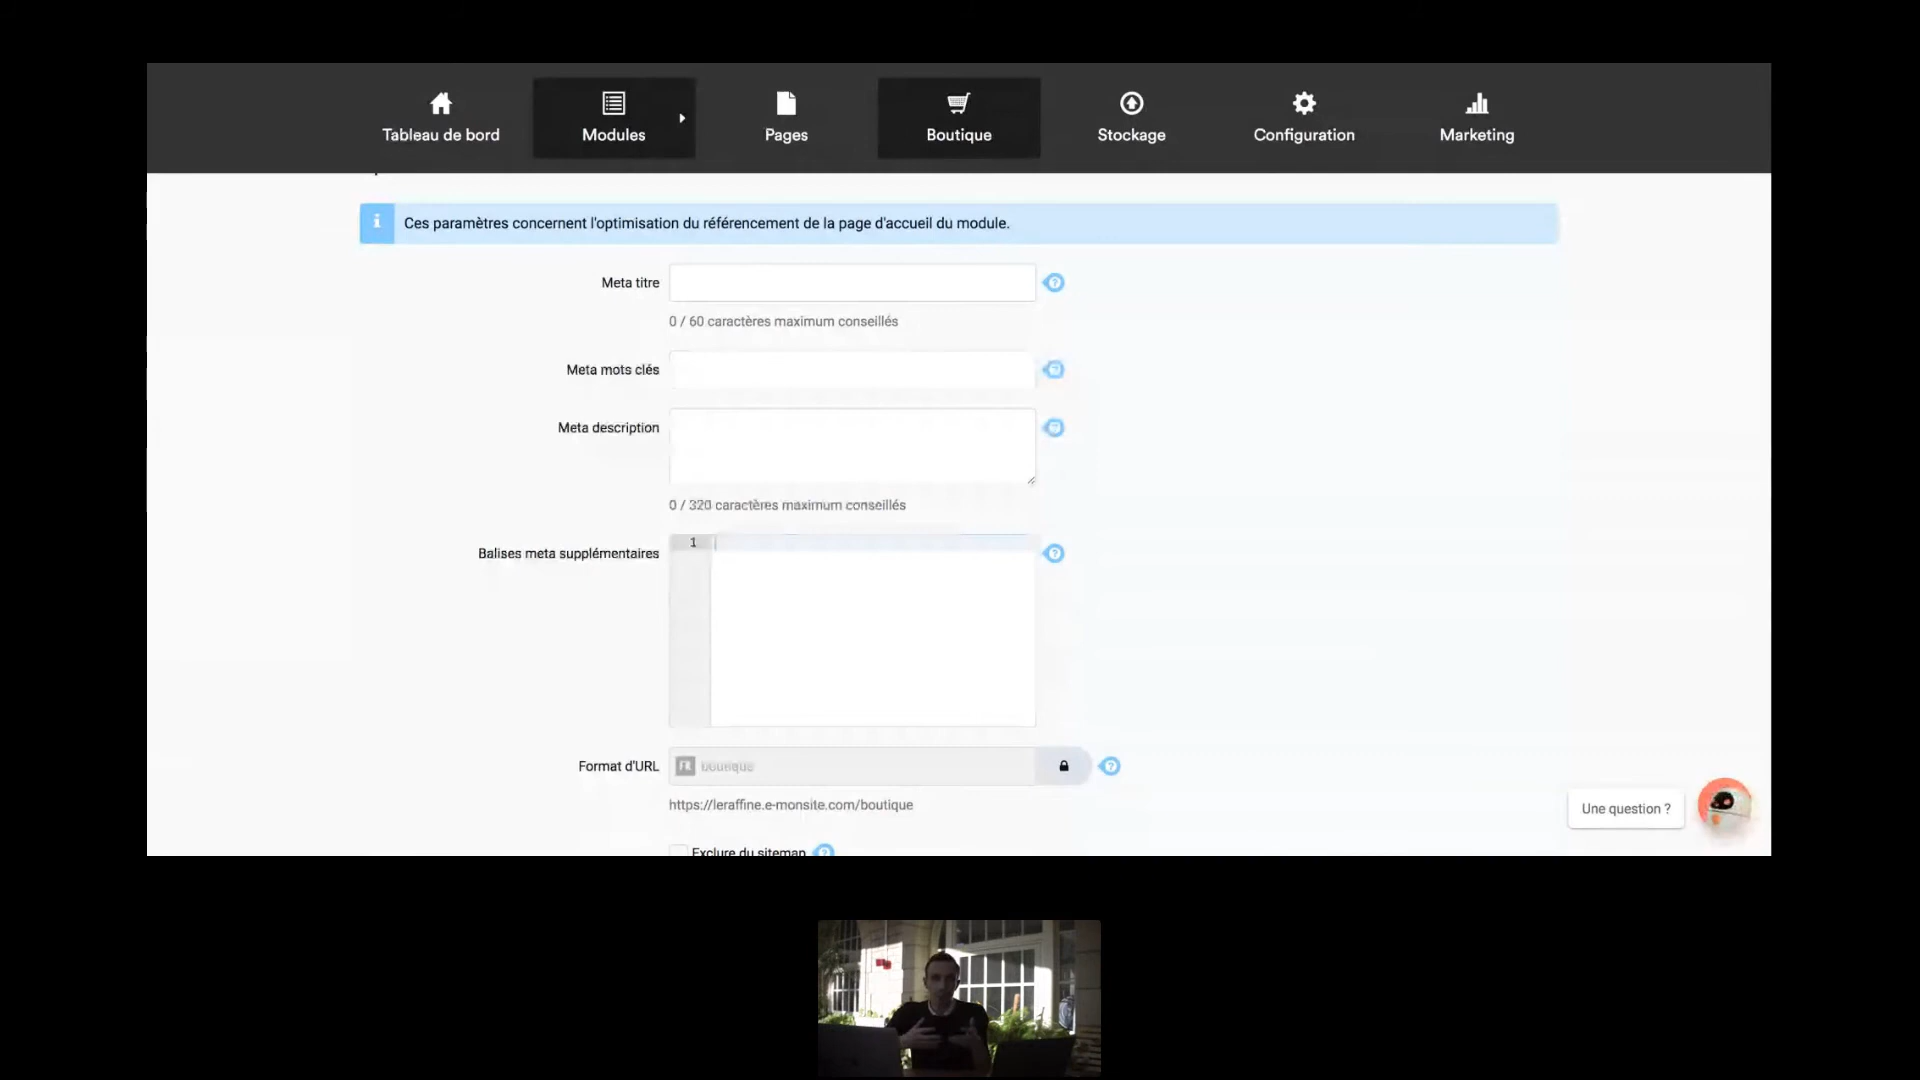 Tableau de bord
Modules
Pages
Boutique
Stockage
Configuration
Marketing
Ces paramètres concernent l'optimisation du référencement de la page d'accueil du module.
Meta titre
0 / 60 caractères maximum conseillés
Meta mots clés
Meta description
0 / 320 caractères maximum conseillés
Balises meta supplémentaires
1
Format d'URL
FR boutique
https://leraffine.e-monsite.com/boutique
Une question ?
Exclure du sitemap